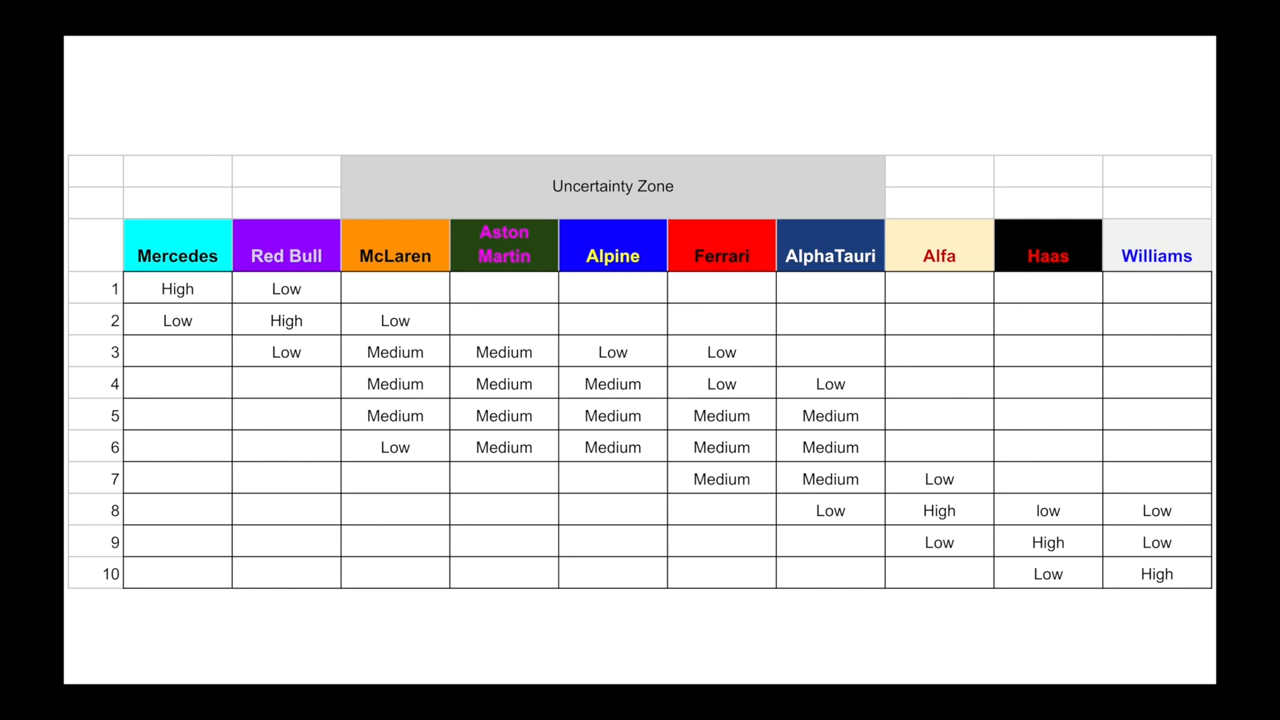 Uncertainty Zone
Mercedes Red Bull McLaren Aston Martin Alpine Ferrari AlphaTauri Alfa Haas Williams
1 High Low
2 Low High Low
3 Low Medium Medium Low Low
4 Medium Medium Medium Low Low
5 Medium Medium Medium Medium Medium
6 Low Medium Medium Medium Medium
7 Medium Medium Low
8 Low High low Low
9 Low High Low
10 Low High